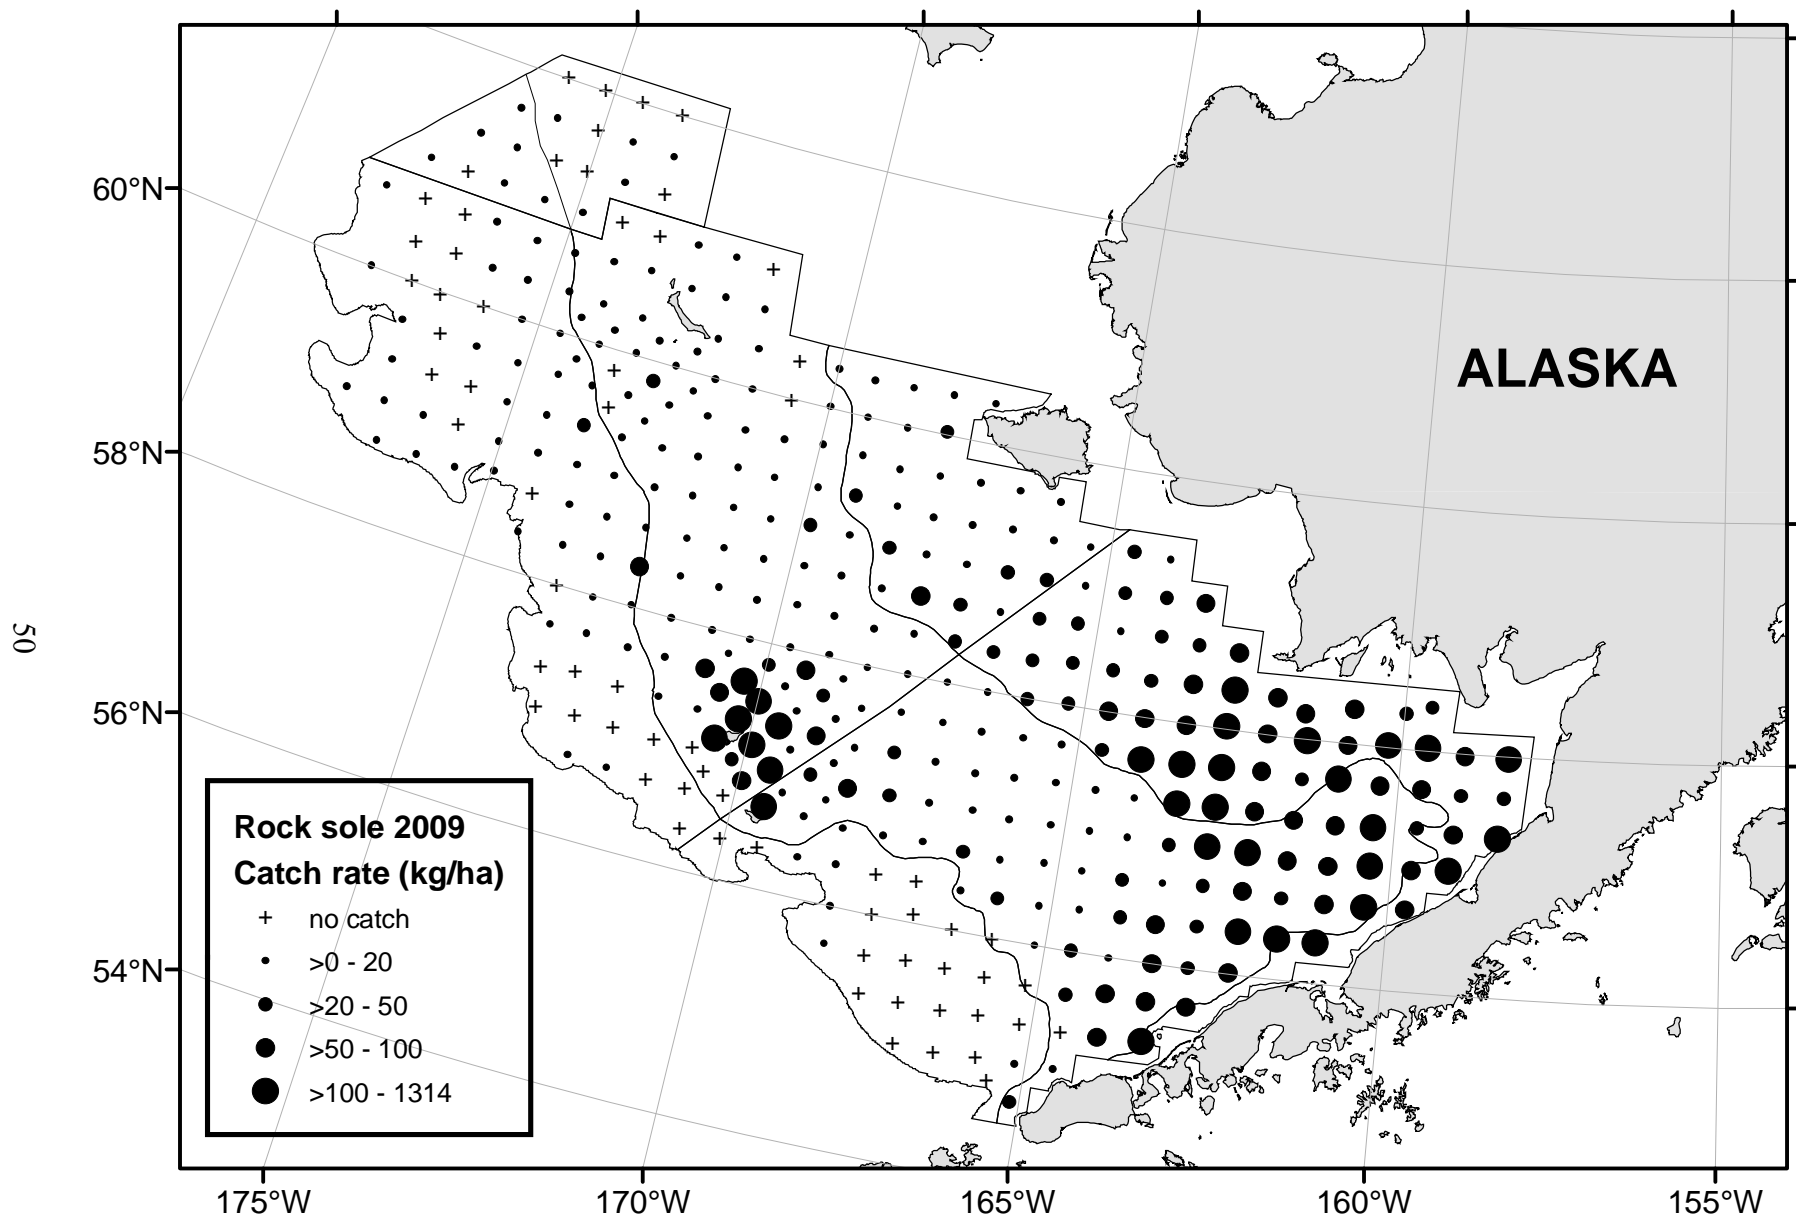 ALASKA
60°N
58°N
56°N
54°N
50
Rock sole 2009
Catch rate (kg/ha)
no catch
>0 - 20
>20 - 50
>50 - 100
>100 - 1314
175°W
170°W
165°W
160°W
155°W